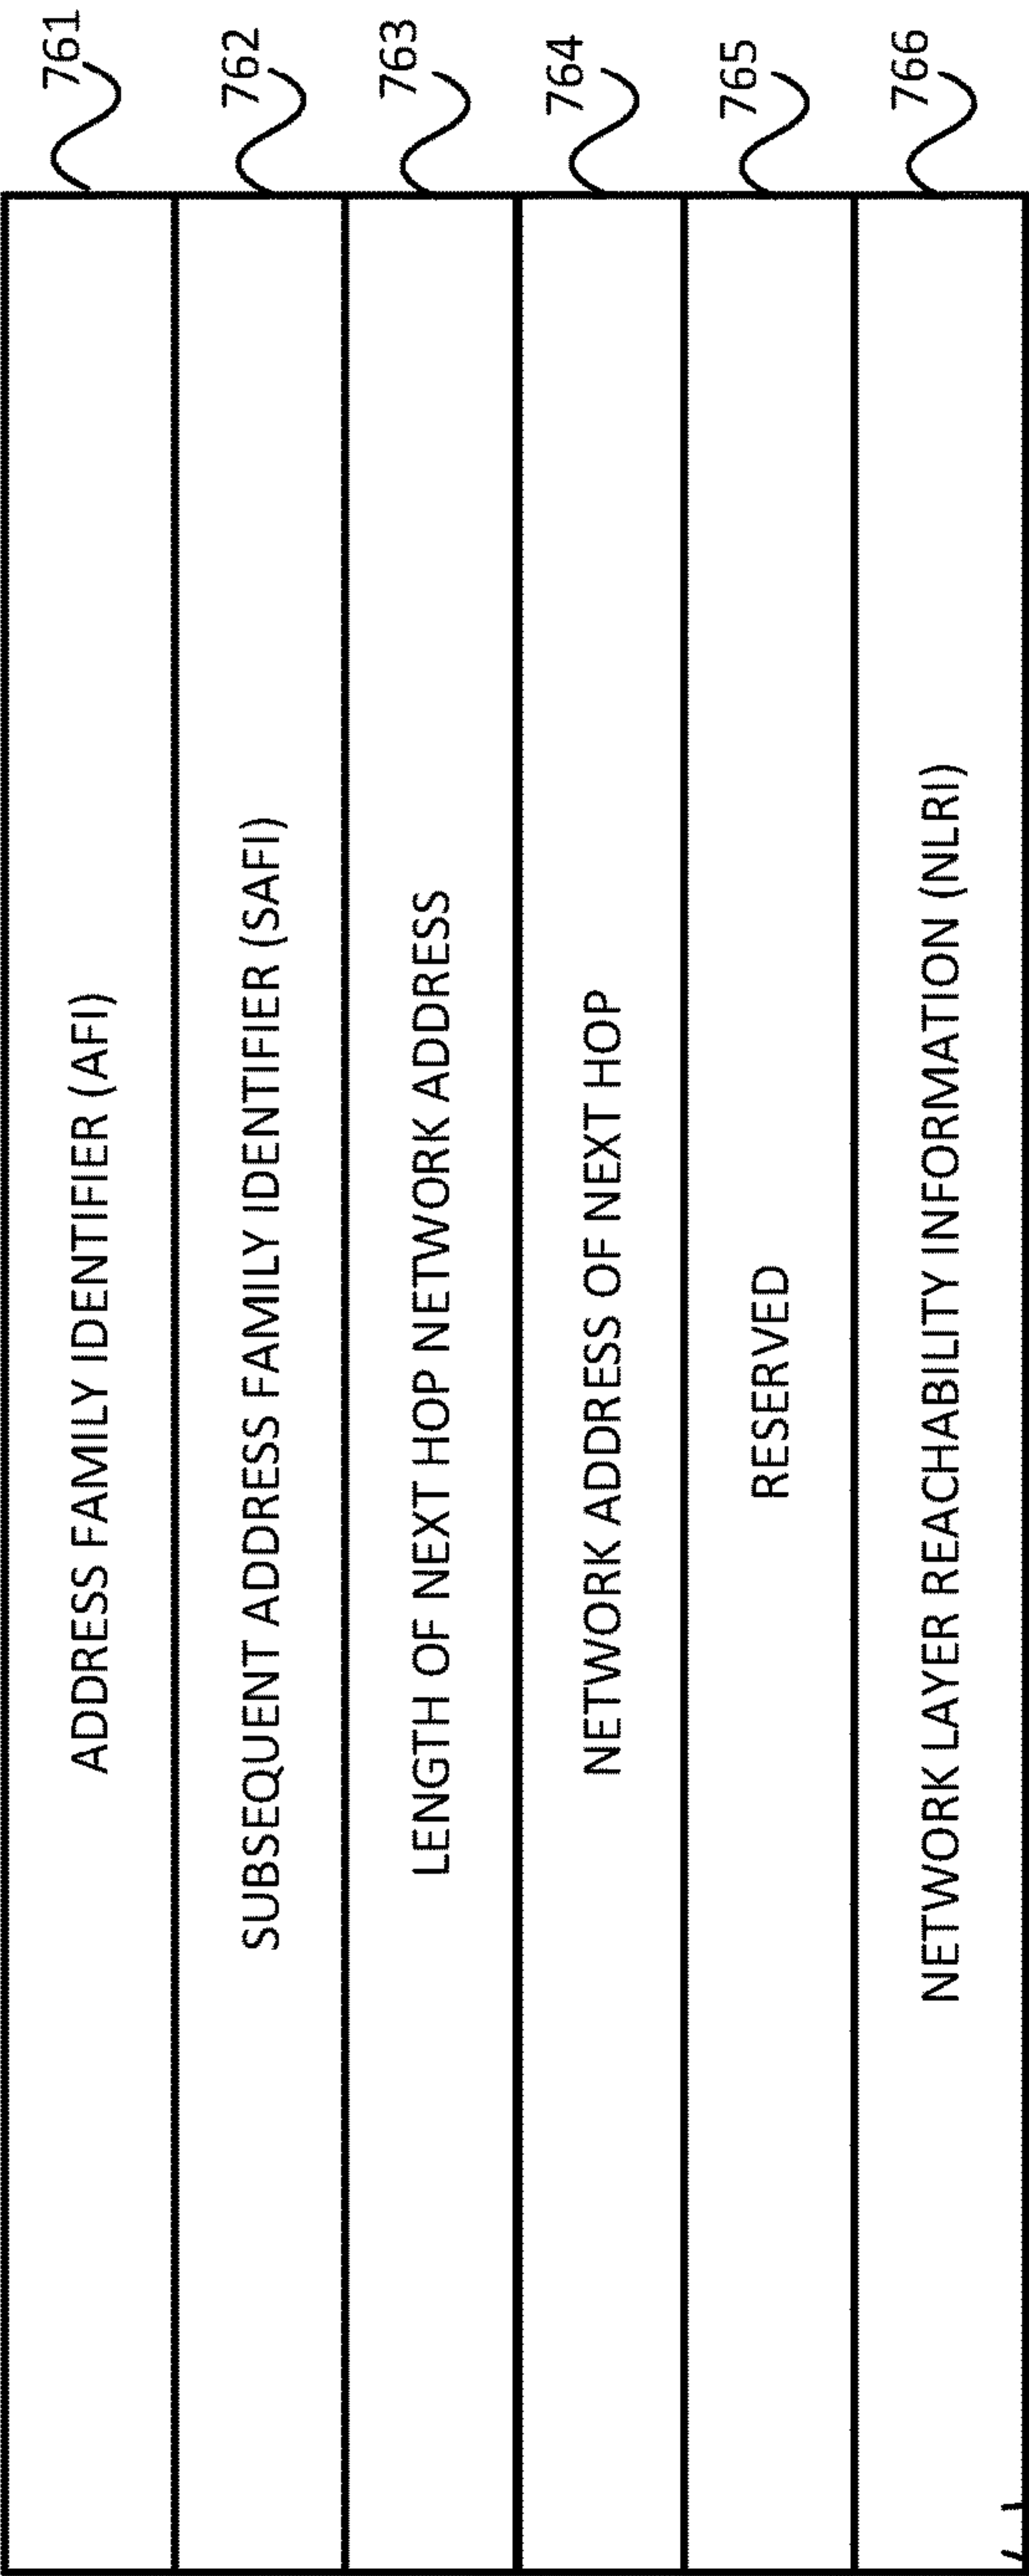 ADDRESS FAMILY IDENTIFIER (AFI) 761
SUBSEQUENT ADDRESS FAMILY IDENTIFIER (SAFI) 762
LENGTH OF NEXT HOP NETWORK ADDRESS 763
NETWORK ADDRESS OF NEXT HOP 764
RESERVED 765
NETWORK LAYER REACHABILITY INFORMATION (NLRI) 766